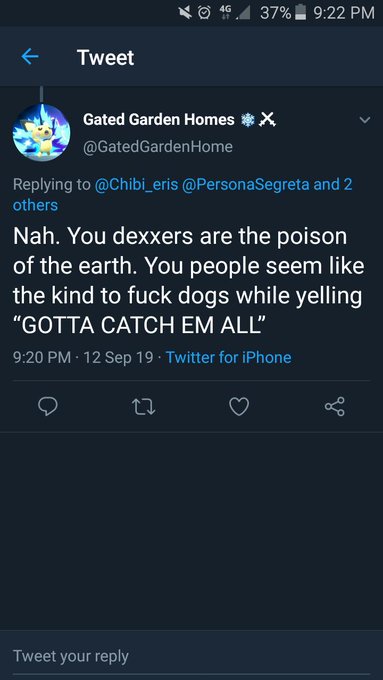 4G 37% 9:22 PM
Tweet
Gated Garden Homes ❄️⚔️
@GatedGardenHome
Replying to @Chibi_eris @PersonaSegreta and 2
others
Nah. You dexxers are the poison
of the earth. You people seem like
the kind to fuck dogs while yelling
“GOTTA CATCH EM ALL”
9:20 PM · 12 Sep 19 · Twitter for iPhone
Tweet your reply